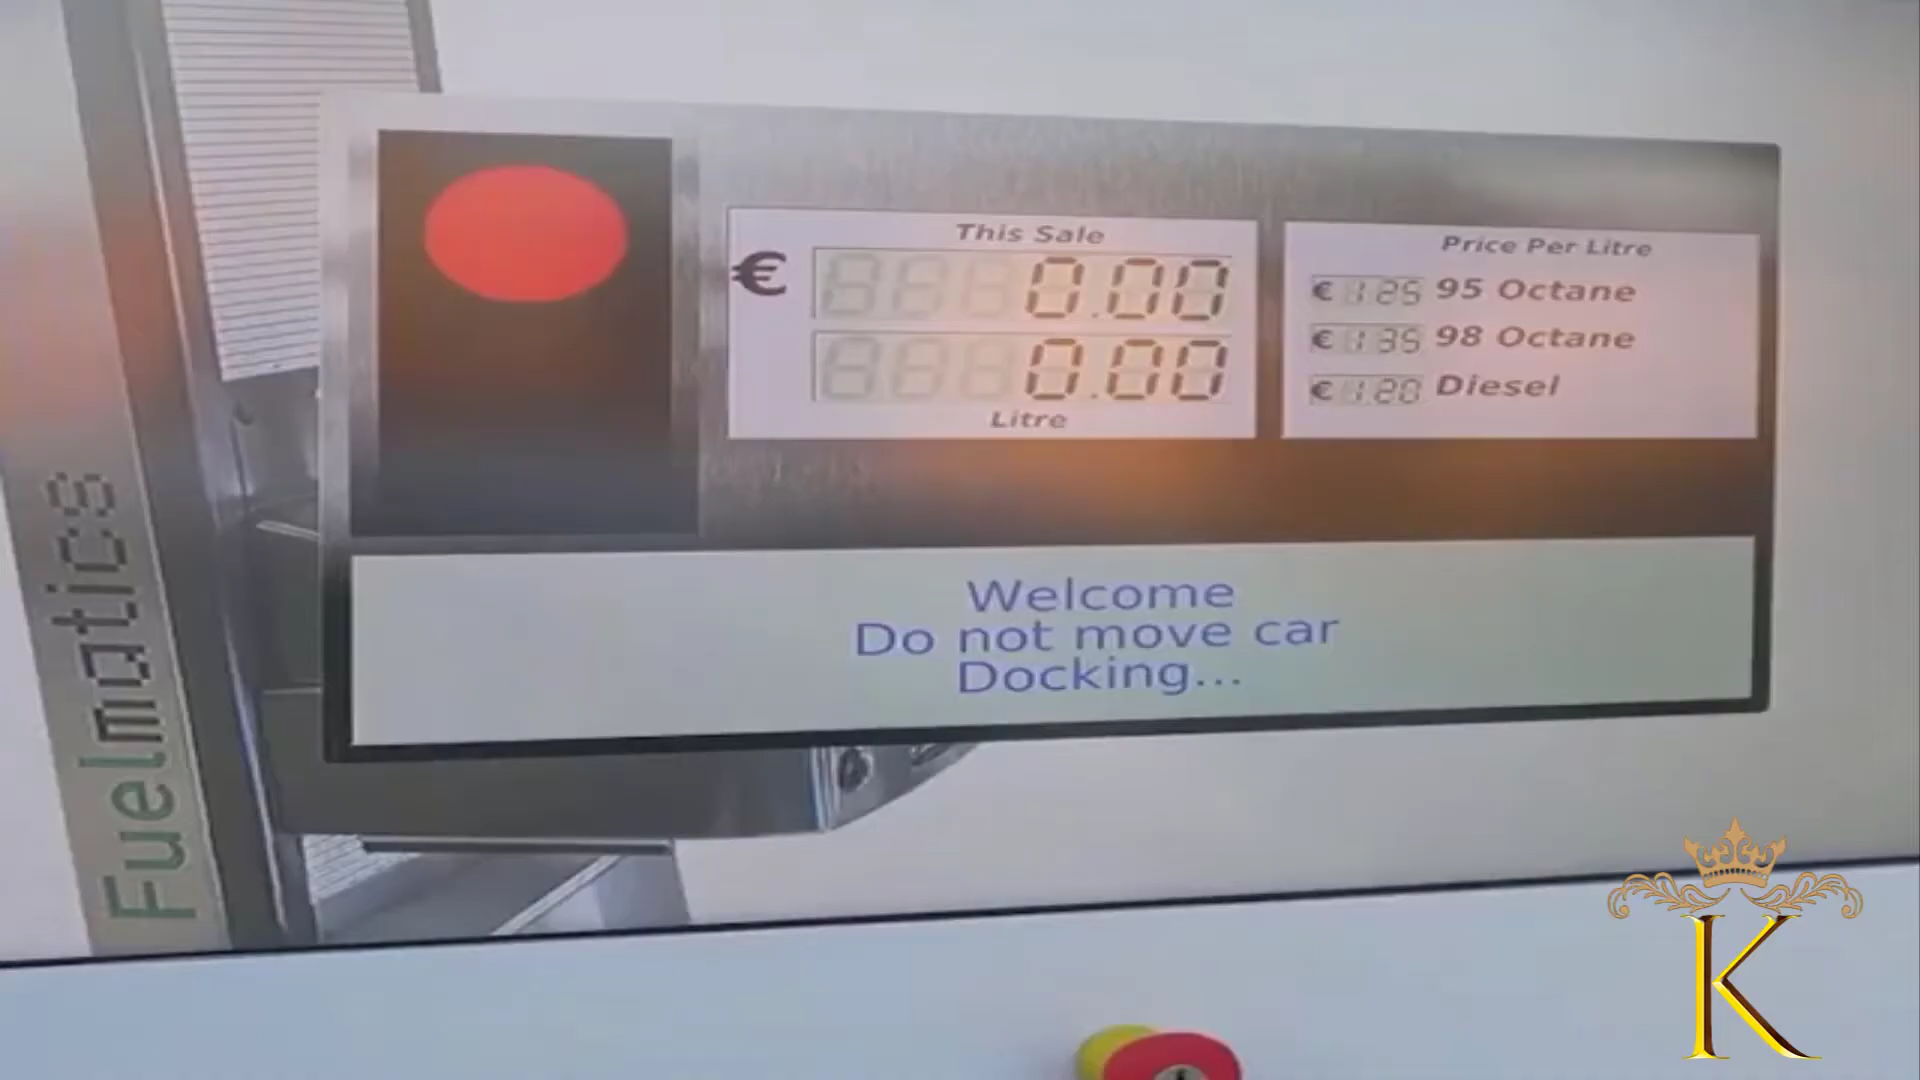 This Sale
€ 0.00
0.00
Litre
Price Per Litre
€ 1.25 95 Octane
€ 1.35 98 Octane
€ 1.20 Diesel
Welcome
Do not move car
Docking...
Fuelmatics
K